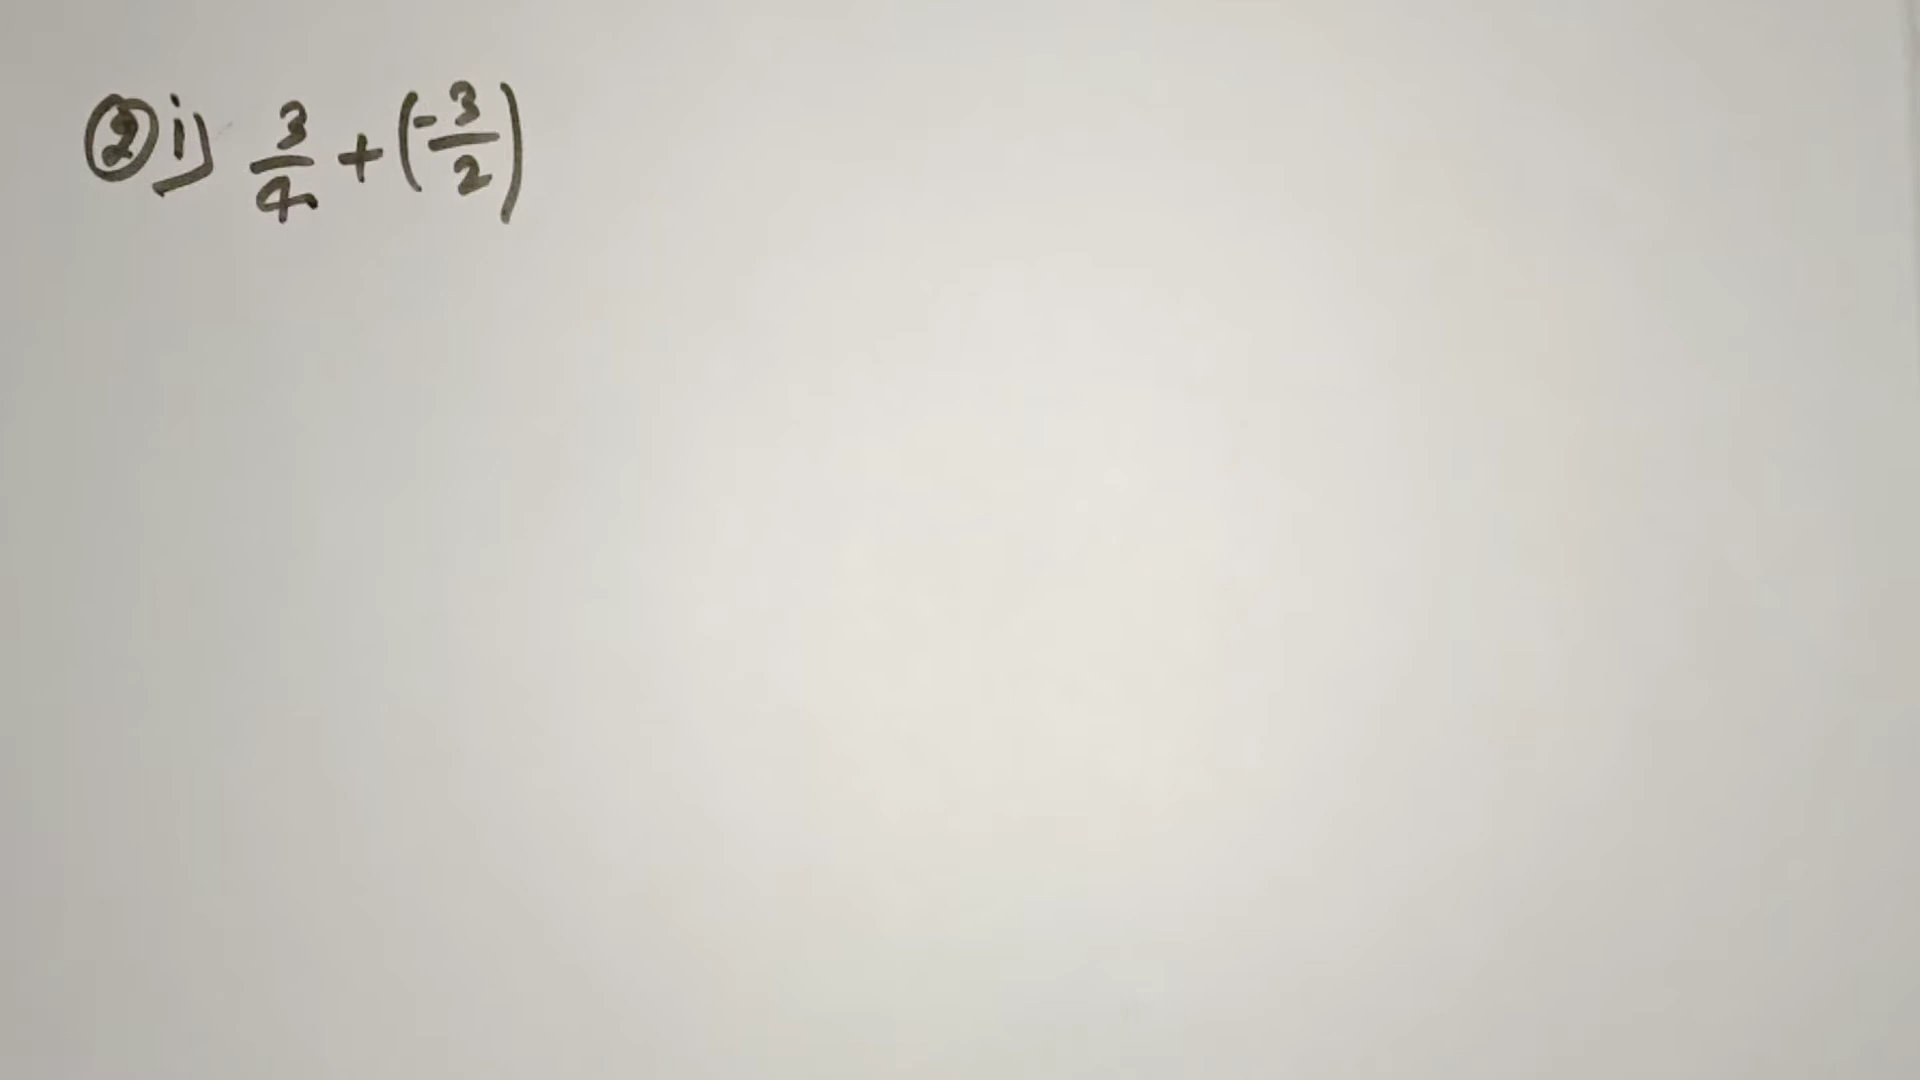 ② i) 3/4 + (-3/2)